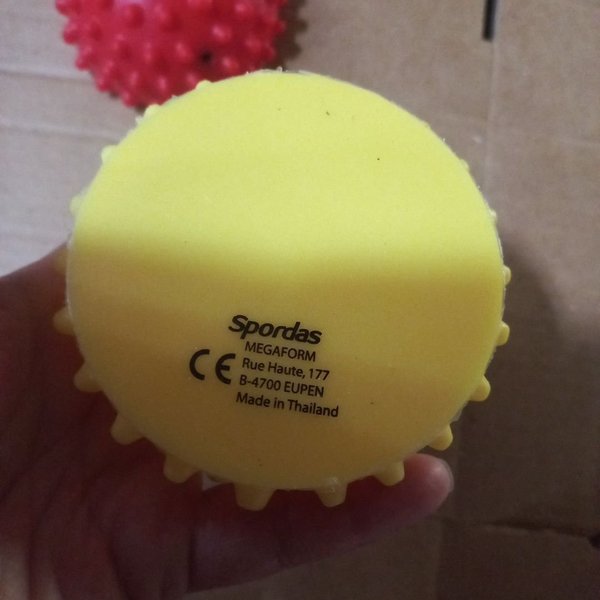 Spordas
MEGAFORM
CE Rue Haute, 177
B-4700 EUPEN
Made in Thailand